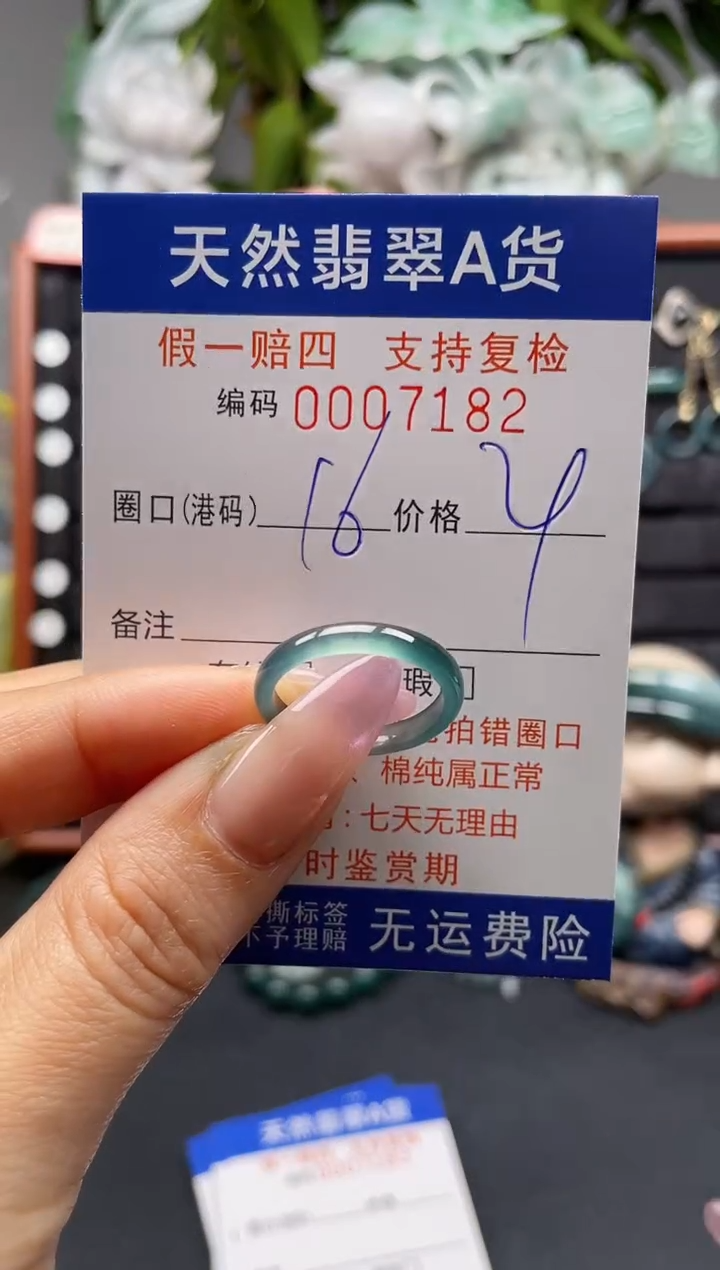 天然翡翠A货
假一赔四 支持复检
编码 0007182
圈口(港码) 16 价格 4
备注
瑕
拍错圈口
棉纯属正常
:七天无理由
时鉴赏期
撕标签
不予理赔 无运费险
天然翡翠A货